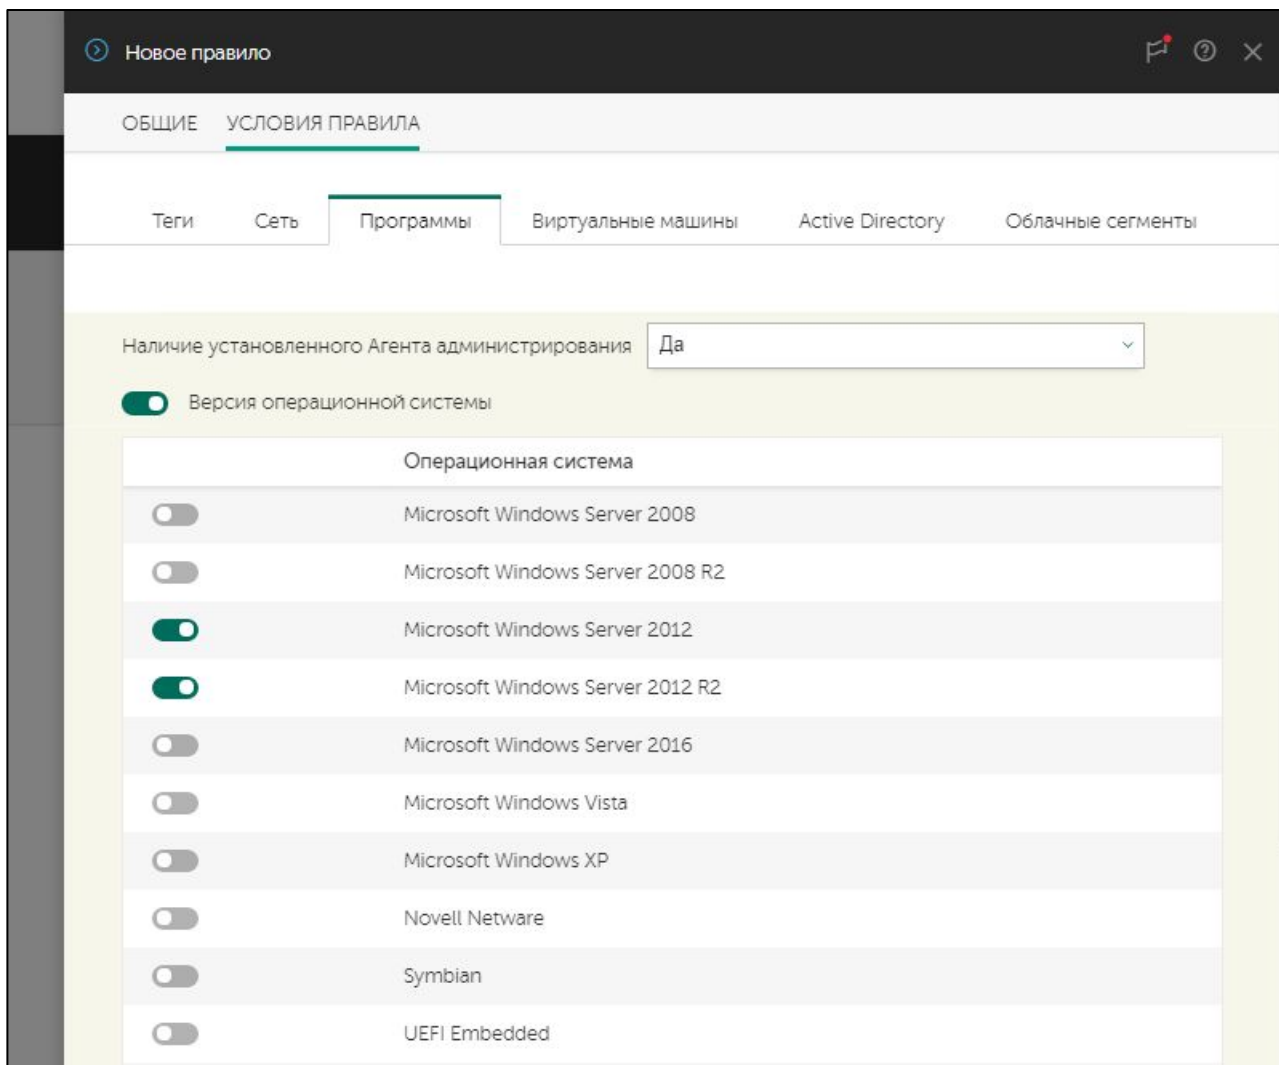 Новое правило
ОБЩИЕ УСЛОВИЯ ПРАВИЛА
Теги Сеть Программы Виртуальные машины Active Directory Облачные сегменты
Наличие установленного Агента администрирования Да
Версия операционной системы
Операционная система
Microsoft Windows Server 2008
Microsoft Windows Server 2008 R2
Microsoft Windows Server 2012
Microsoft Windows Server 2012 R2
Microsoft Windows Server 2016
Microsoft Windows Vista
Microsoft Windows XP
Novell Netware
Symbian
UEFI Embedded